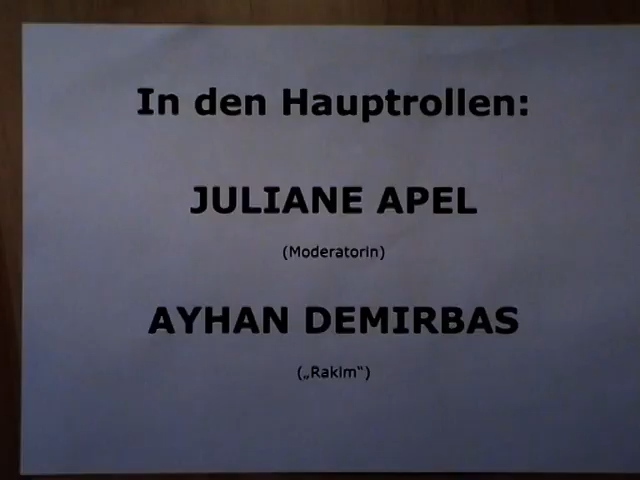 In den Hauptrollen:
JULIANE APEL
(Moderatorin)
AYHAN DEMIRBAS
(„Rakim“)